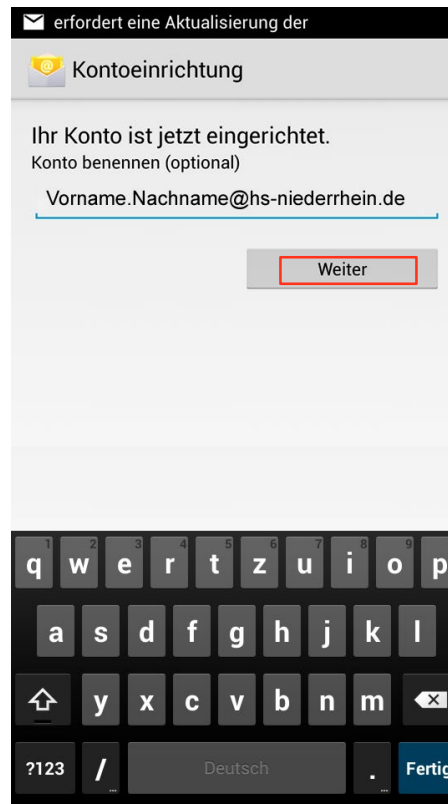 erfordert eine Aktualisierung der
Kontoeinrichtung
Ihr Konto ist jetzt eingerichtet.
Konto benennen (optional)
Vorname.Nachname@hs-niederrhein.de
Weiter
1 2 3 4 5 6 7 8 9
q w e r t z u i o p
a s d f g h j k l
y x c v b n m
?123 / ... Deutsch . ... Fertig